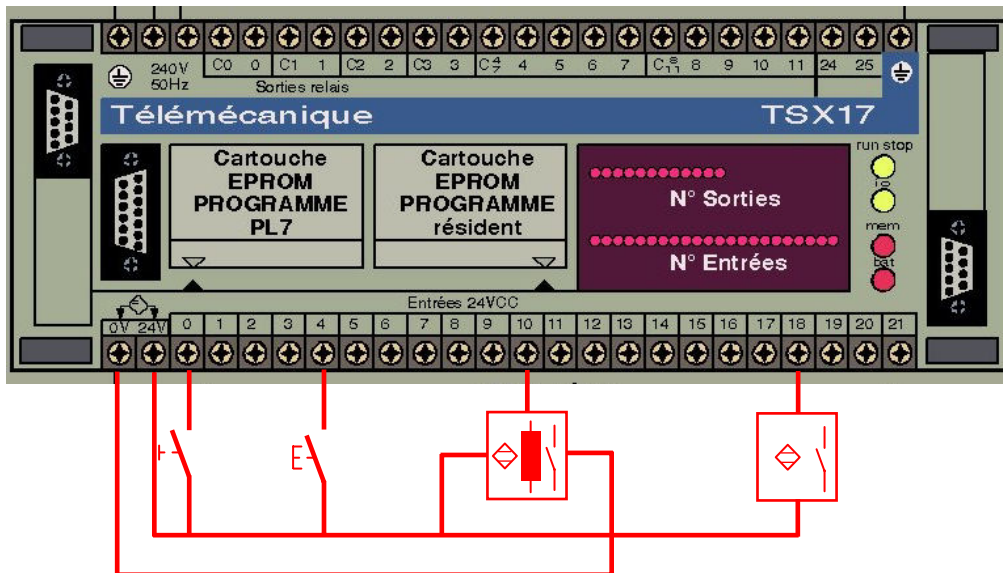 240V C0 0 C1 1 C2 2 C3 3 C4/7 4 5 6 7 C8/11 8 9 10 11 24 25
50Hz Sorties relais
Télémécanique TSX17
run stop
Cartouche
EPROM
PROGRAMME
PL7
Cartouche
EPROM
PROGRAMME
résident
N° Sorties
N° Entrées
mem
bat
Entrées 24VCC
0V 24V 0 1 2 3 4 5 6 7 8 9 10 11 12 13 14 15 16 17 18 19 20 21